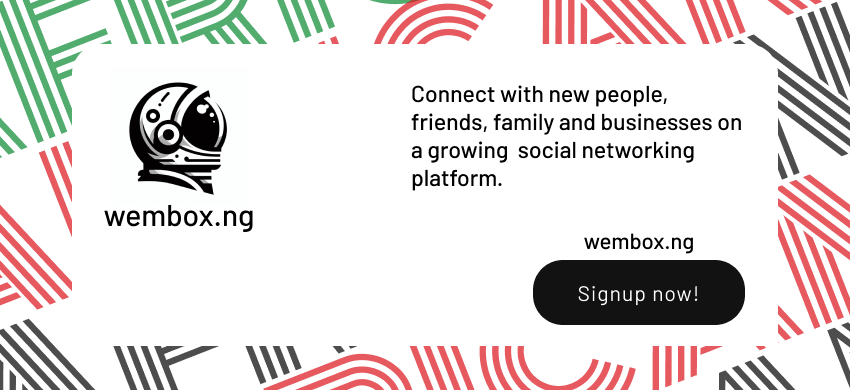 wembox.ng
Connect with new people,
friends, family and businesses on
a growing  social networking
platform.
wembox.ng
Signup now!